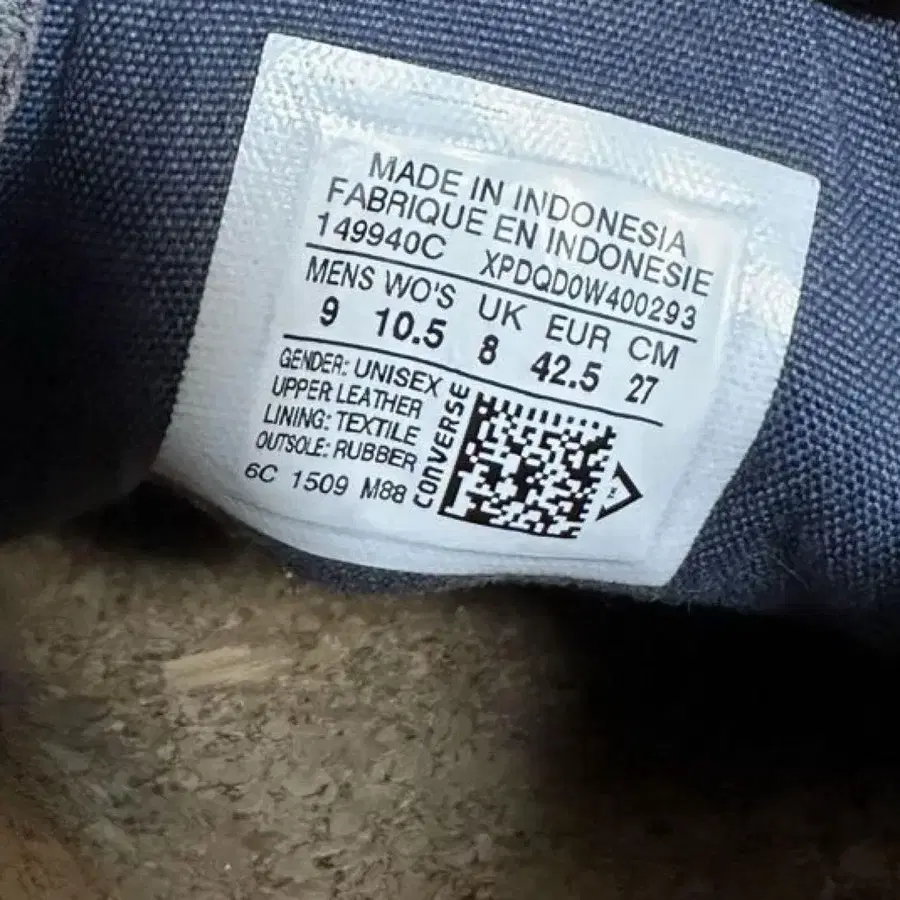 MADE IN INDONESIA
FABRIQUE EN INDONESIE
149940C XPDQD0W400293
MENS WO'S UK EUR CM
9 10.5 8 42.5 27
GENDER: UNISEX
UPPER LEATHER
LINING: TEXTILE
OUTSOLE: RUBBER
6C 1509 M88
CONVERSE